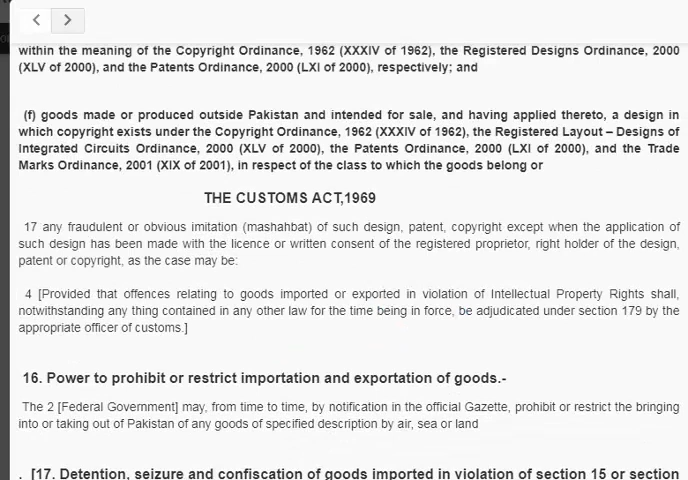 within the meaning of the Copyright Ordinance, 1962 (XXXIV of 1962), the Registered Designs Ordinance, 2000
(XLV of 2000), and the Patents Ordinance, 2000 (LXI of 2000), respectively; and
(f) goods made or produced outside Pakistan and intended for sale, and having applied thereto, a design in
which copyright exists under the Copyright Ordinance, 1962 (XXXIV of 1962), the Registered Layout – Designs of
Integrated Circuits Ordinance, 2000 (XLV of 2000), the Patents Ordinance, 2000 (LXI of 2000), and the Trade
Marks Ordinance, 2001 (XIX of 2001), in respect of the class to which the goods belong or
THE CUSTOMS ACT,1969
17 any fraudulent or obvious imitation (mashahbat) of such design, patent, copyright except when the application of
such design has been made with the licence or written consent of the registered proprietor, right holder of the design,
patent or copyright, as the case may be:
4 [Provided that offences relating to goods imported or exported in violation of Intellectual Property Rights shall,
notwithstanding any thing contained in any other law for the time being in force, be adjudicated under section 179 by the
appropriate officer of customs.]
16. Power to prohibit or restrict importation and exportation of goods.-
The 2 [Federal Government] may, from time to time, by notification in the official Gazette, prohibit or restrict the bringing
into or taking out of Pakistan of any goods of specified description by air, sea or land
. [17. Detention, seizure and confiscation of goods imported in violation of section 15 or section